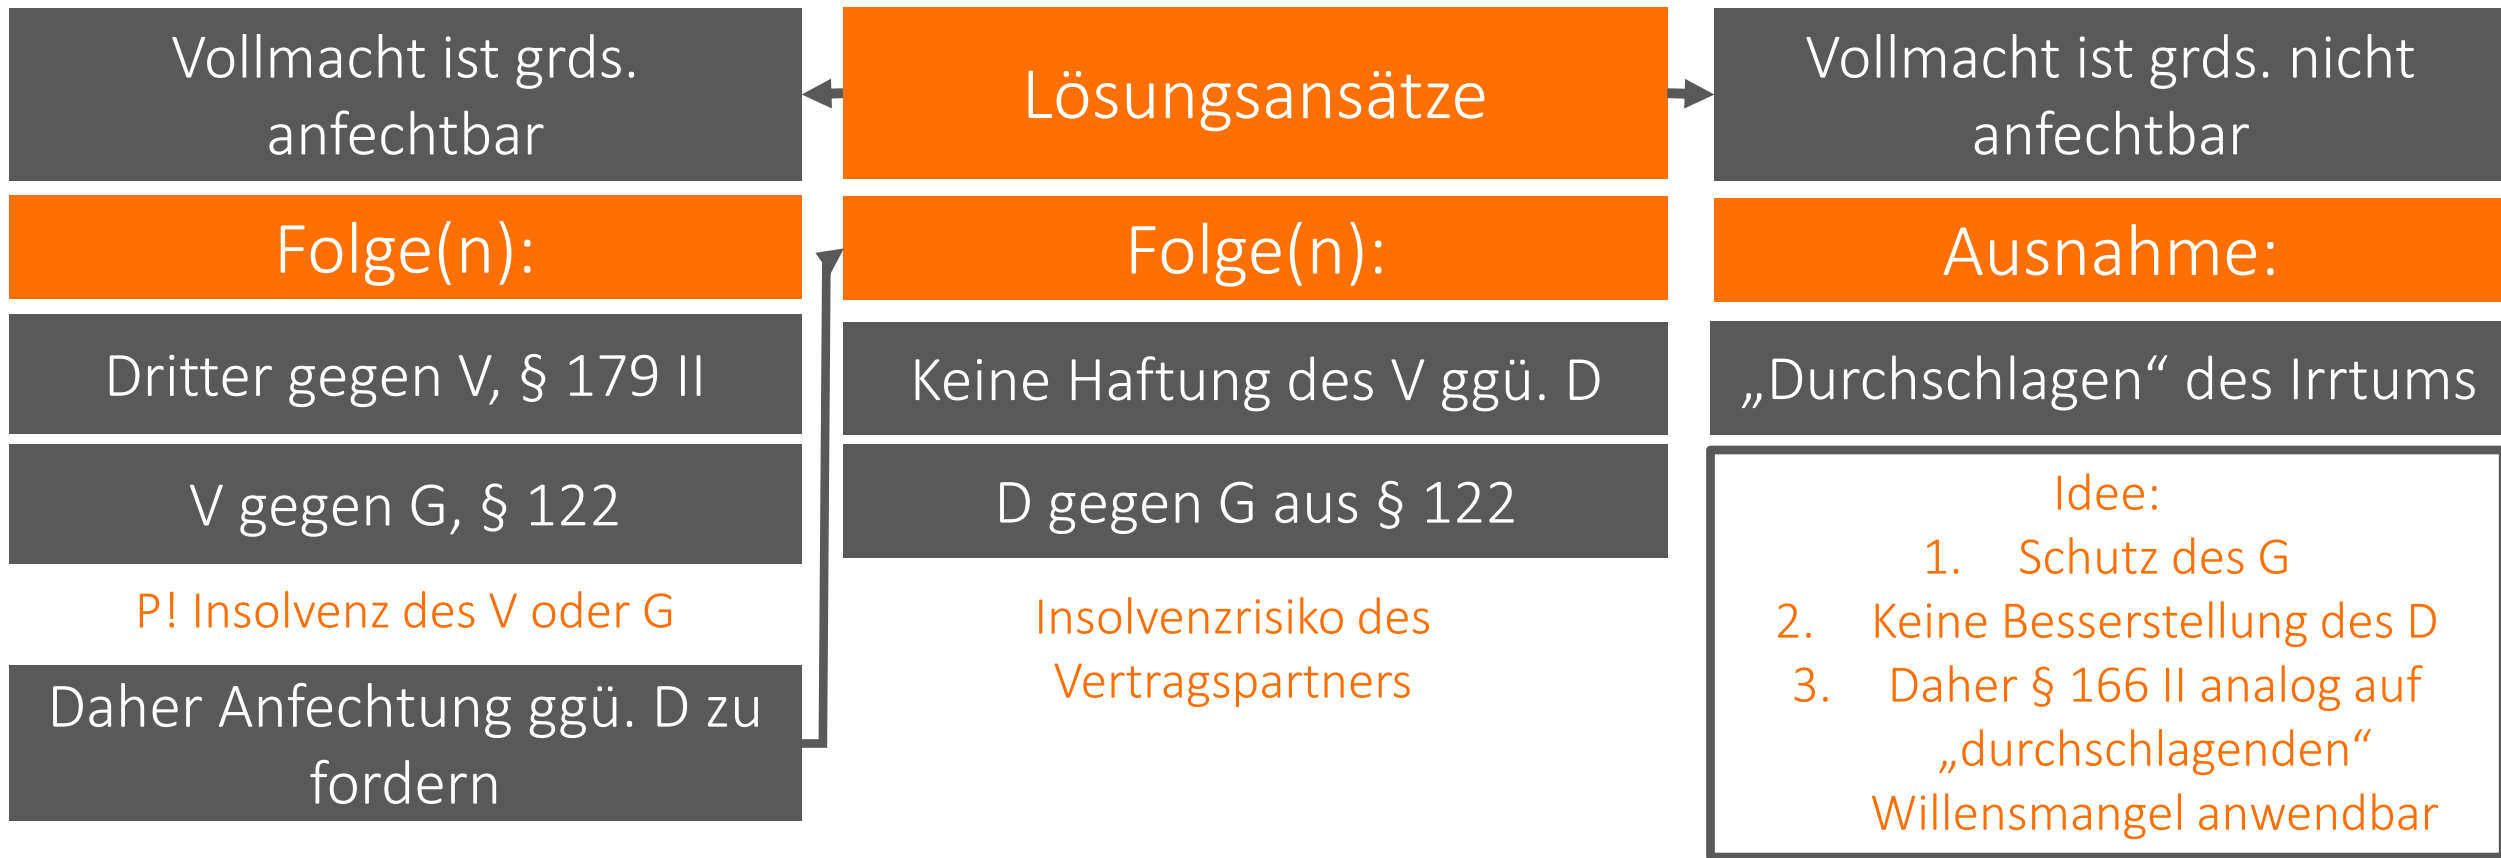 Vollmacht ist grds.
anfechtbar
Folge(n):
Dritter gegen V, § 179 II
V gegen G, § 122
P! Insolvenz des V oder G
Daher Anfechtung ggü. D zu
fordern
Lösungsansätze
Folge(n):
Keine Haftung des V ggü. D
D gegen G aus § 122
Insolvenzrisiko des
Vertragspartners
Vollmacht ist grds. nicht
anfechtbar
Ausnahme:
„Durchschlagen“ des Irrtums
Idee:
1. Schutz des G
2. Keine Besserstellung des D
3. Daher § 166 II analog auf
„durchschlagenden“
Willensmangel anwendbar